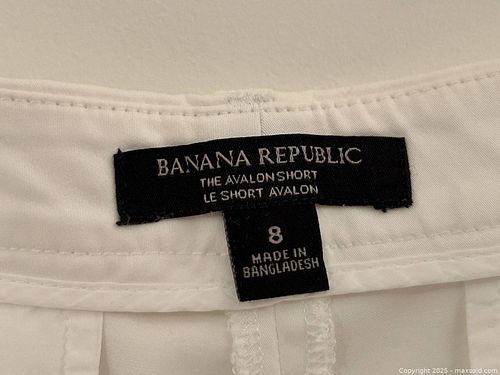 BANANA REPUBLIC
THE AVALON SHORT
LE SHORT AVALON
8
MADE IN
BANGLADESH
Copyright 2025 - maxsold.com